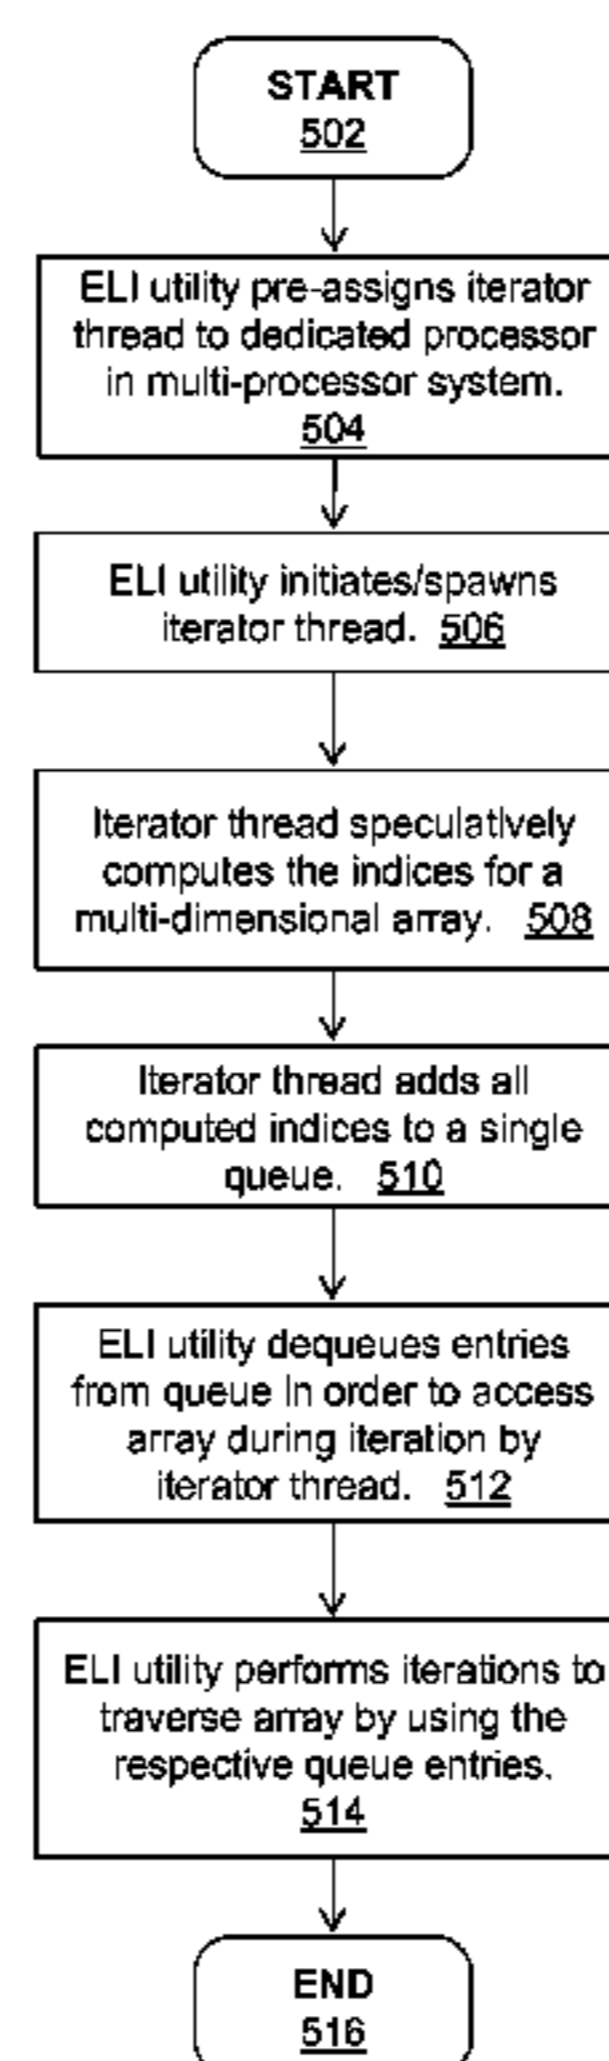 START
502
ELI utility pre-assigns iterator
thread to dedicated processor
in multi-processor system.
504
ELI utility initiates/spawns
iterator thread. 506
Iterator thread speculatively
computes the indices for a
multi-dimensional array. 508
Iterator thread adds all
computed indices to a single
queue. 510
ELI utility dequeues entries
from queue in order to access
array during iteration by
iterator thread. 512
ELI utility performs iterations to
traverse array by using the
respective queue entries.
514
END
516